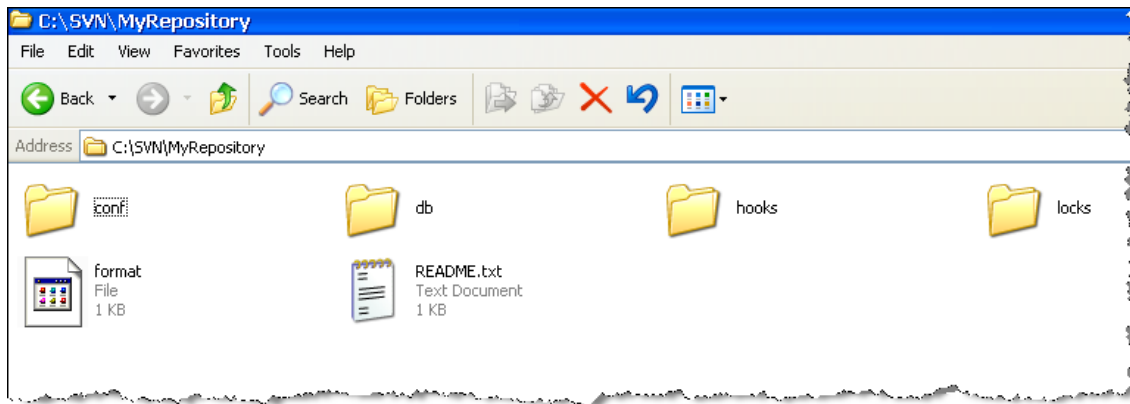 C:\SVN\MyRepository
File Edit View Favorites Tools Help
Back Search Folders
Address C:\SVN\MyRepository
conf db hooks locks
format README.txt
File Text Document
1 KB 1 KB